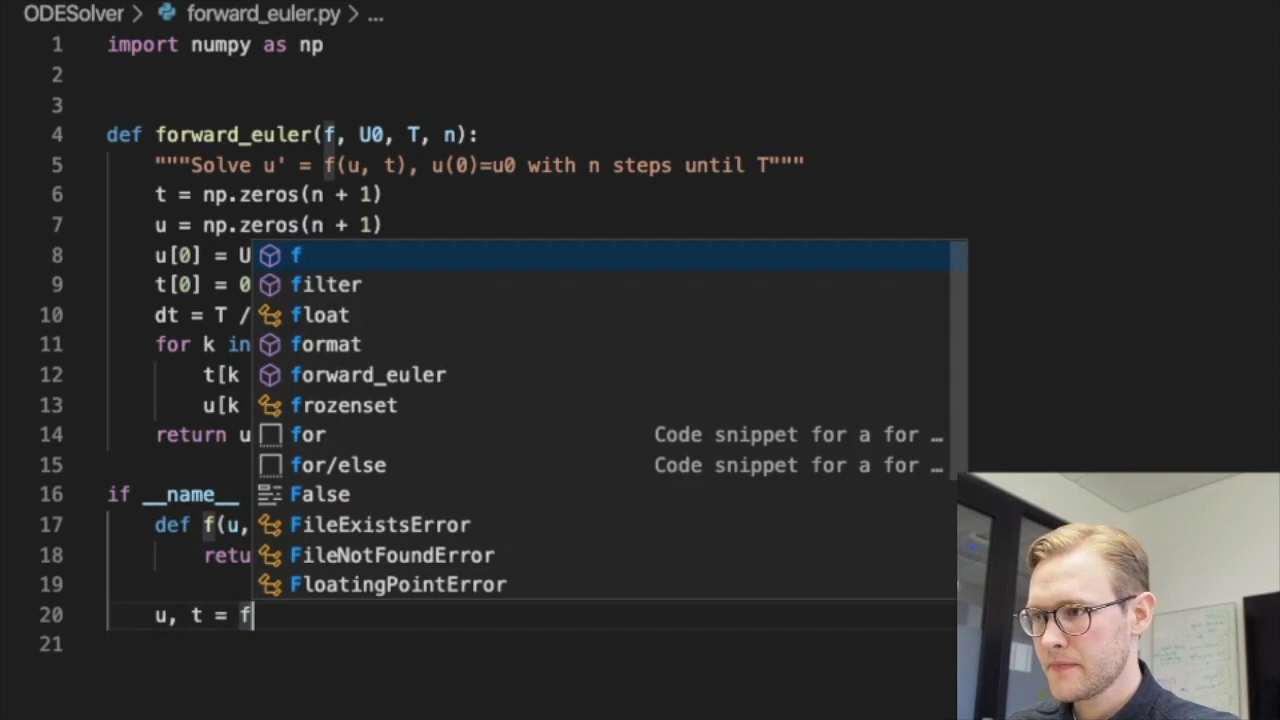 ODESolver > forward_euler.py > ...
1 import numpy as np
2
3
4 def forward_euler(f, U0, T, n):
5 """Solve u' = f(u, t), u(0)=u0 with n steps until T"""
6 t = np.zeros(n + 1)
7 u = np.zeros(n + 1)
8 u[0] = U
9 t[0] = 0
10 dt = T /
11 for k in
12 t[k
13 u[k
14 return u
15
16 if __name__
17 def f(u,
18 retu
19
20 u, t = f
21
f
filter
float
format
forward_euler
frozenset
for Code snippet for a for …
for/else Code snippet for a for …
False
FileExistsError
FileNotFoundError
FloatingPointError